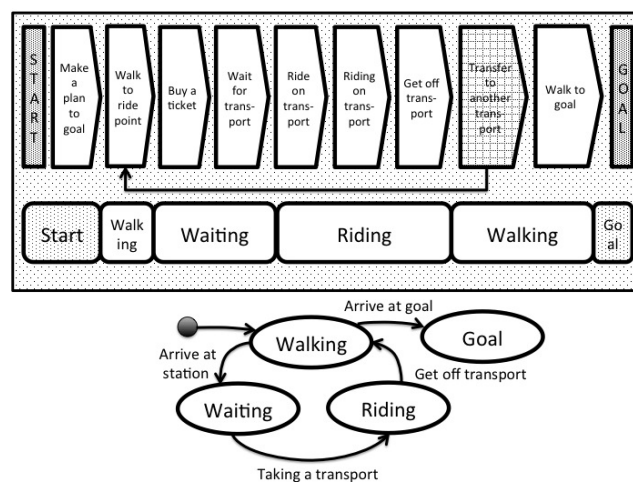 START
Make
a
plan
to
goal
Walk
to
ride
point
Buy a
ticket
Wait
for
trans-
port
Ride
on
trans-
port
Riding
on
trans-
port
Get off
trans-
port
Transfer
to
another
trans
port
Walk to
goal
GOAL
Start
Walk
ing
Waiting
Riding
Walking
Go
al
Arrive at goal
Walking
Goal
Arrive at
station
Get off transport
Waiting
Riding
Taking a transport